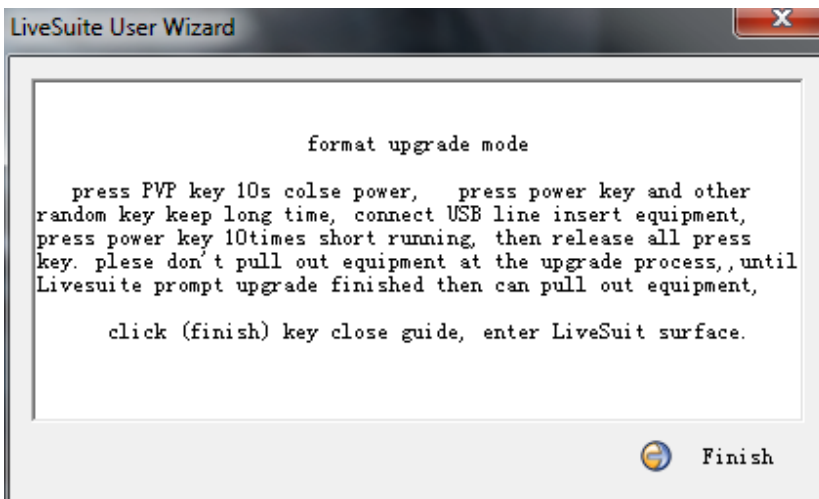 LiveSuite User Wizard
format upgrade mode
press PVP key 10s colse power, press power key and other
random key keep long time, connect USB line insert equipment,
press power key 10times short running, then release all press
key. plese don't pull out equipment at the upgrade process,,until
Livesuite prompt upgrade finished then can pull out equipment,
click (finish) key close guide, enter LiveSuit surface.
Finish